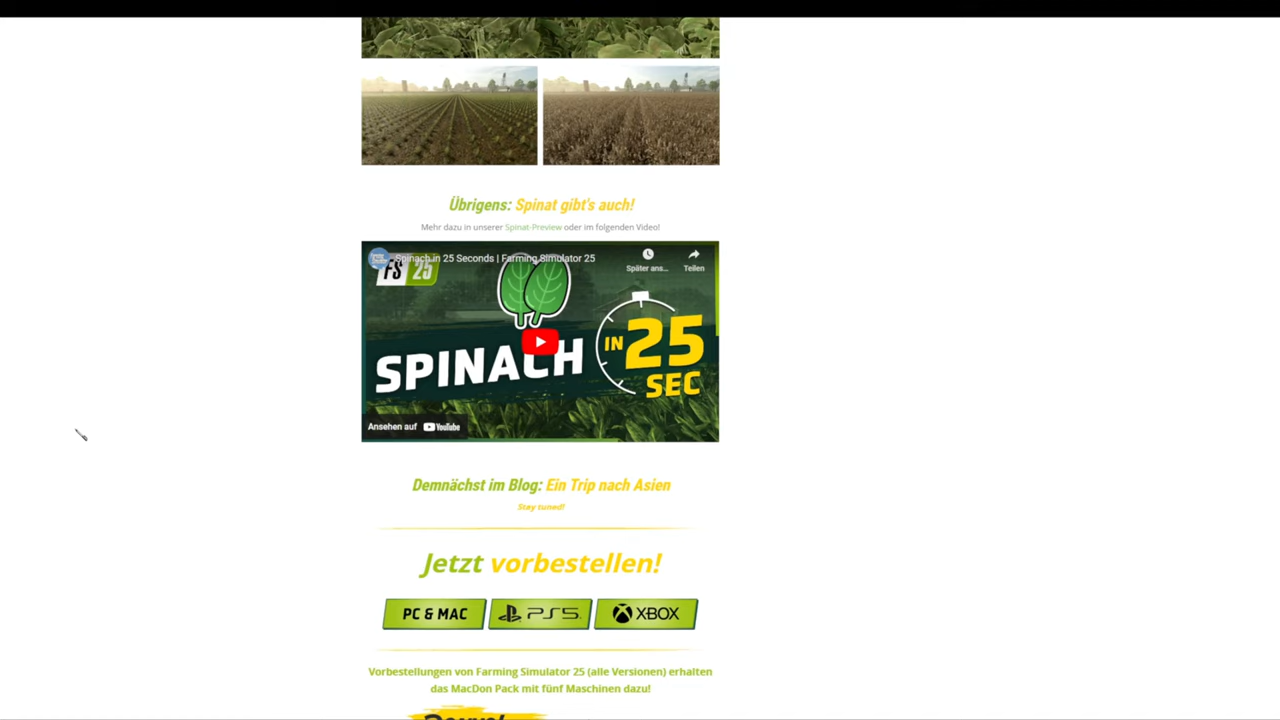 Übrigens: Spinat gibt's auch!
Mehr dazu in unserer Spinat-Preview oder im folgenden Video!
Spinach in 25 Seconds | Farming Simulator 25
Später ans...
Teilen
FS 25
SPINACH
IN 25
SEC
Ansehen auf YouTube
Demnächst im Blog: Ein Trip nach Asien
Stay tuned!
Jetzt vorbestellen!
PC & MAC
PS5
XBOX
Vorbestellungen von Farming Simulator 25 (alle Versionen) erhalten
das MacDon Pack mit fünf Maschinen dazu!